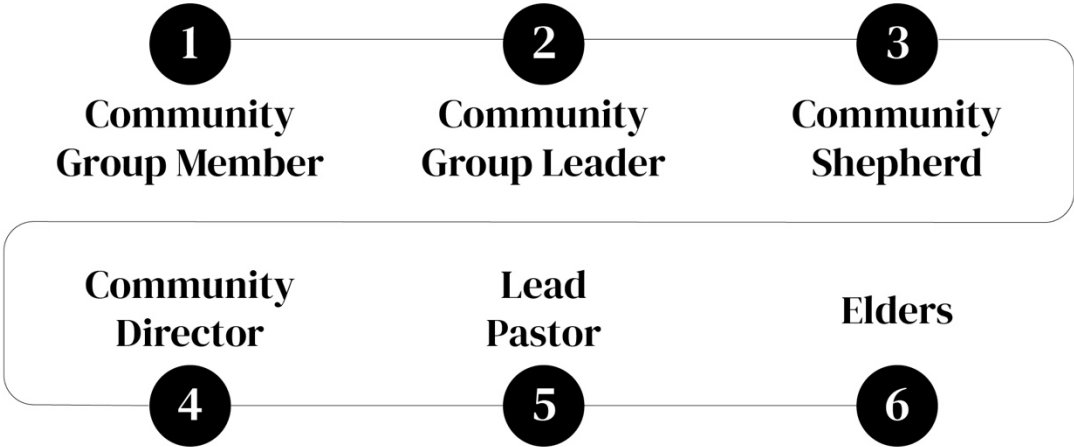 1
Community
Group Member
2
Community
Group Leader
3
Community
Shepherd
Community
Director
4
Lead
Pastor
5
Elders
6